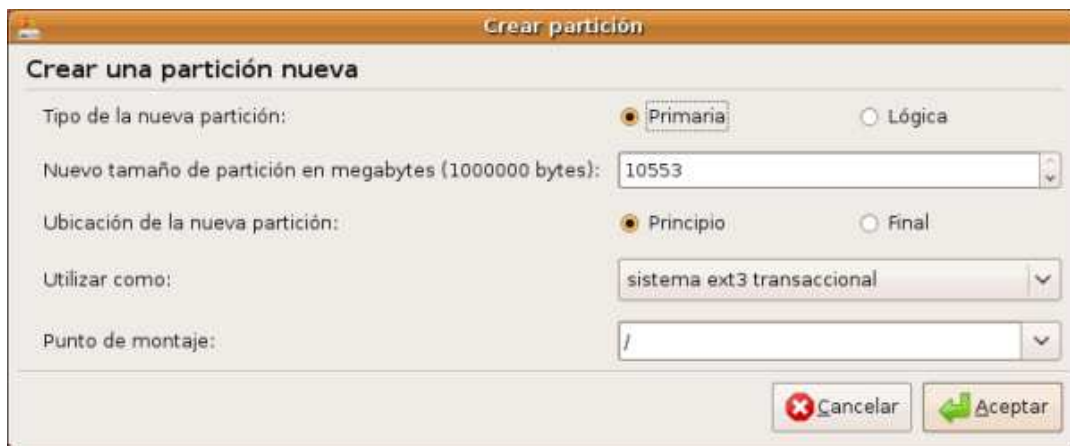 Crear partición
Crear una partición nueva
Tipo de la nueva partición: Primaria Lógica
Nuevo tamaño de partición en megabytes (1000000 bytes): 10553
Ubicación de la nueva partición: Principio Final
Utilizar como: sistema ext3 transaccional
Punto de montaje: /
Cancelar Aceptar